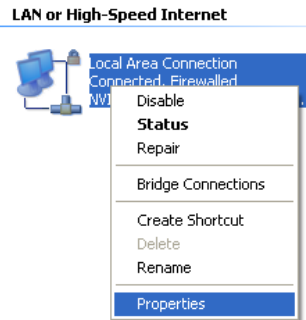 LAN or High-Speed Internet
Local Area Connection
Connected, Firewalled
Disable
Status
Repair
Bridge Connections
Create Shortcut
Delete
Rename
Properties